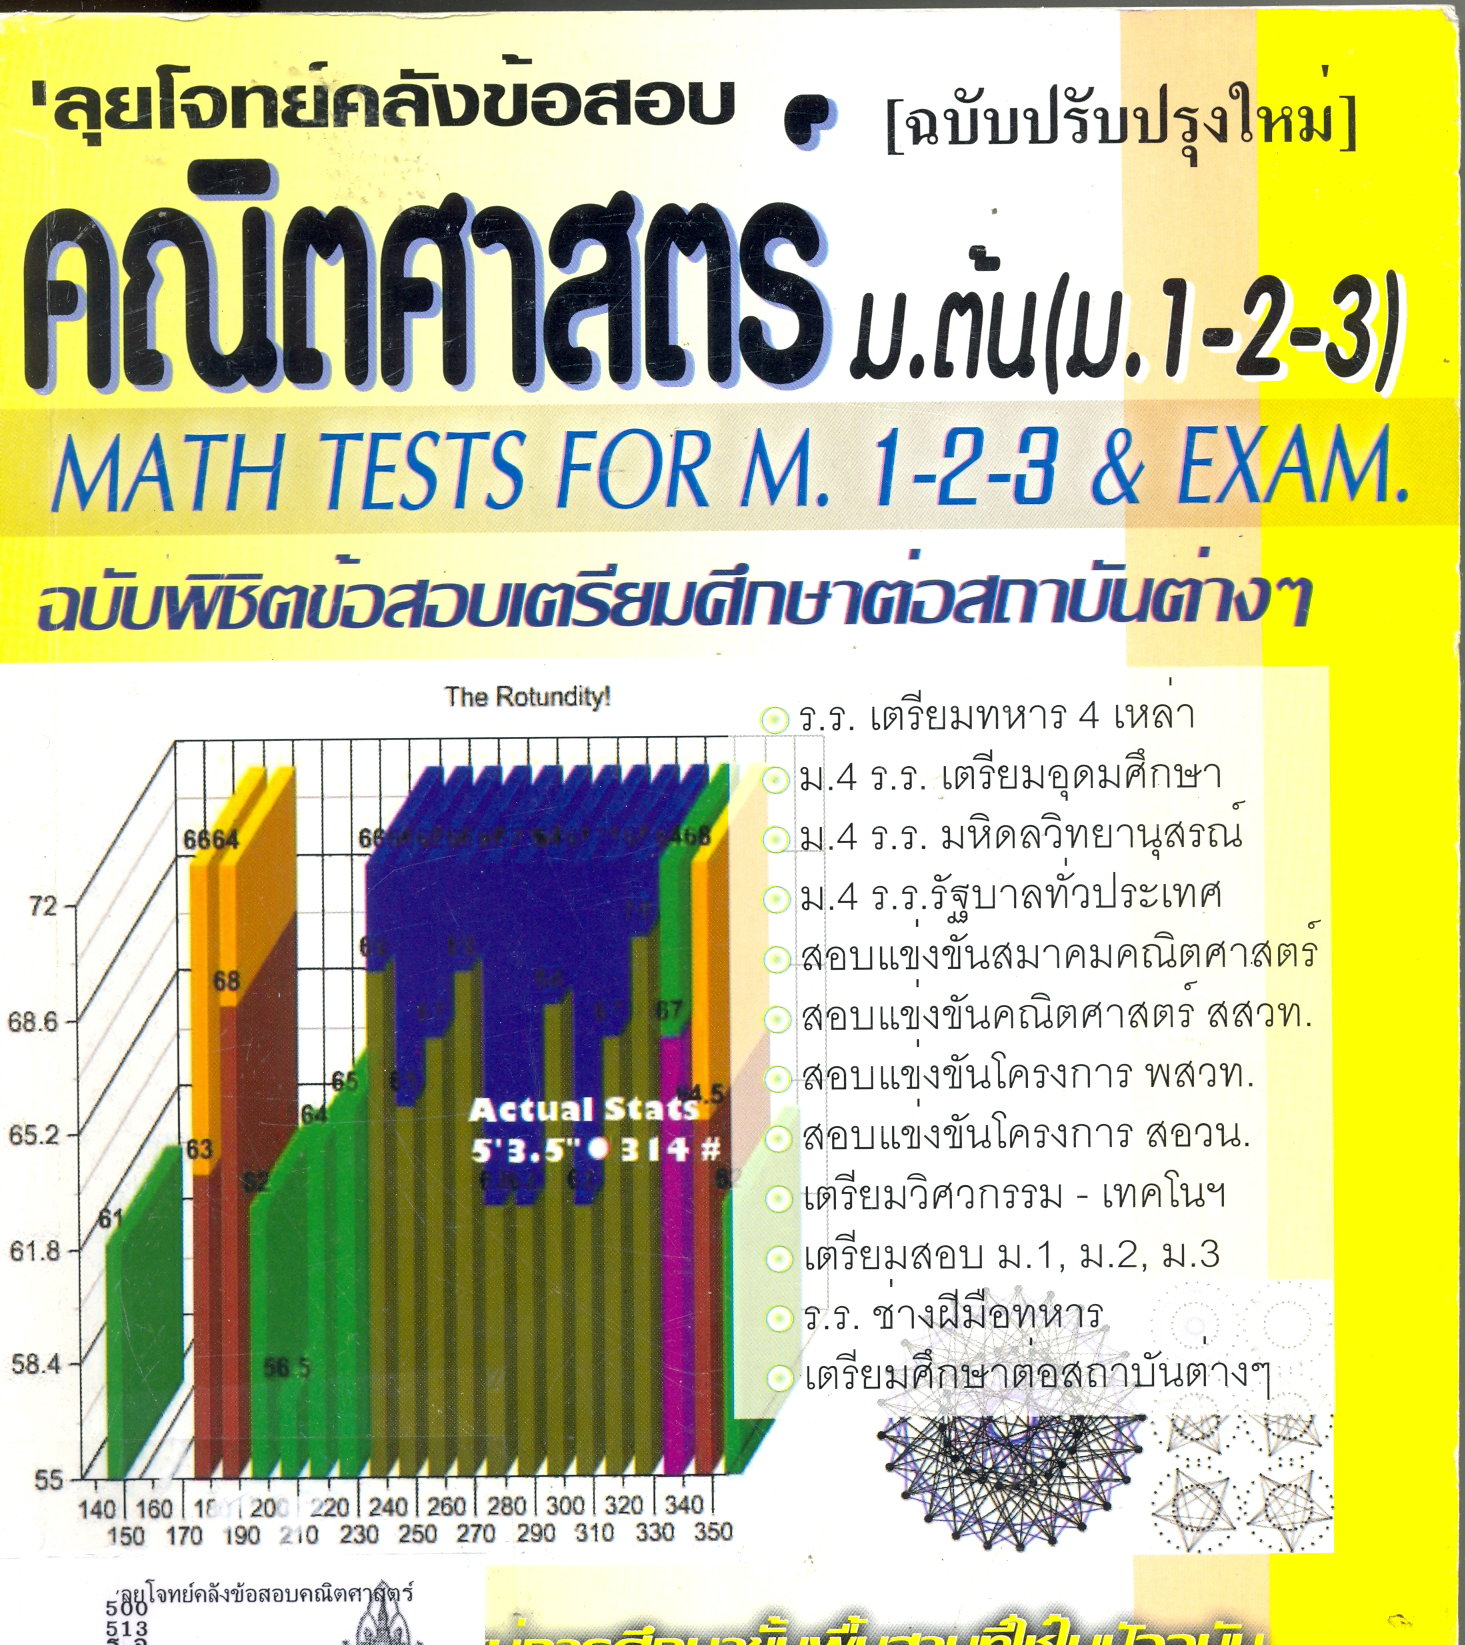 'ลุยโจทย์คลังข้อสอบ
[ฉบับปรับปรุงใหม่]
คณิตศาสตร์ ม.ต้น(ม.1-2-3)
MATH TESTS FOR M. 1-2-3 & EXAM.
ฉบับพิชิตข้อสอบเตรียมศึกษาต่อสถาบันต่างๆ
The Rotundity!
ร.ร. เตรียมทหาร 4 เหล่า
ม.4 ร.ร. เตรียมอุดมศึกษา
ม.4 ร.ร. มหิดลวิทยานุสรณ์
ม.4 ร.ร.รัฐบาลทั่วประเทศ
สอบแข่งขันสมาคมคณิตศาสตร์
สอบแข่งขันคณิตศาสตร์ สสวท.
สอบแข่งขันโครงการ พสวท.
สอบแข่งขันโครงการ สอวน.
เตรียมวิศวกรรม - เทคโนฯ
เตรียมสอบ ม.1, ม.2, ม.3
ร.ร. ช่างฝีมือทหาร
เตรียมศึกษาต่อสถาบันต่างๆ
6664
66
68
63
61
62
64
65
56.5
67
Actual Stats
5'3.5" ● 314 #
72
68.6
65.2
61.8
58.4
55
140 160 200 220 240 260 280 300 320 340
150 170 190 210 230 250 270 290 310 330 350
'ลุยโจทย์คลังข้อสอบคณิตศาสตร์
500
513